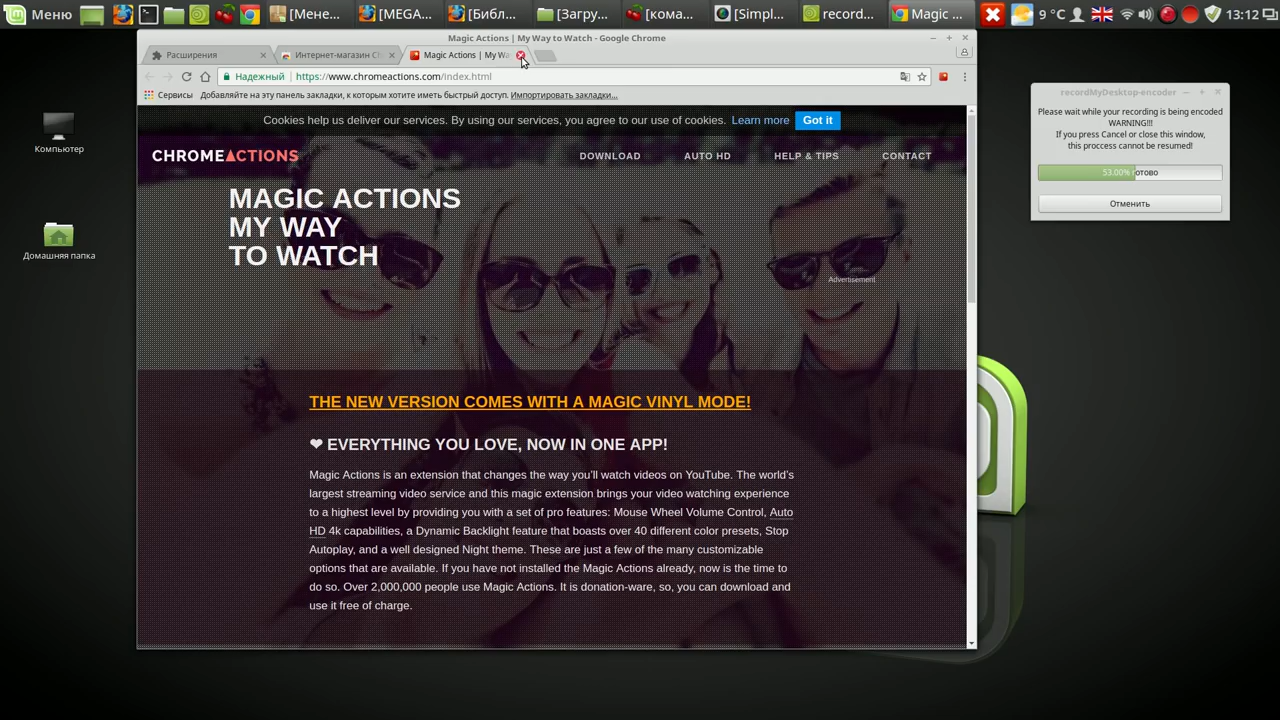 Меню
[Мене...
[MEGA...
[Библ...
[Загру...
[кома...
[Simpl...
record...
Magic ...
9 °C
13:12
Magic Actions | My Way to Watch - Google Chrome
Расширения
Интернет-магазин C
Magic Actions | My Wa
Надежный
https://www.chromeactions.com/index.html
Сервисы
Добавляйте на эту панель закладки, к которым хотите иметь быстрый доступ. Импортировать закладки...
Cookies help us deliver our services. By using our services, you agree to our use of cookies. Learn more Got it
CHROMEACTIONS
DOWNLOAD
AUTO HD
HELP & TIPS
CONTACT
MAGIC ACTIONS
MY WAY
TO WATCH
Advertisement
THE NEW VERSION COMES WITH A MAGIC VINYL MODE!
❤ EVERYTHING YOU LOVE, NOW IN ONE APP!
Magic Actions is an extension that changes the way you'll watch videos on YouTube. The world's
largest streaming video service and this magic extension brings your video watching experience
to a highest level by providing you with a set of pro features: Mouse Wheel Volume Control, Auto
HD 4k capabilities, a Dynamic Backlight feature that boasts over 40 different color presets, Stop
Autoplay, and a well designed Night theme. These are just a few of the many customizable
options that are available. If you have not installed the Magic Actions already, now is the time to
do so. Over 2,000,000 people use Magic Actions. It is donation-ware, so, you can download and
use it free of charge.
Компьютер
Домашняя папка
recordMyDesktop-encoder
Please wait while your recording is being encoded
WARNING!!!
If you press Cancel or close this window,
this proccess cannot be resumed!
53.00% готово
Отменить